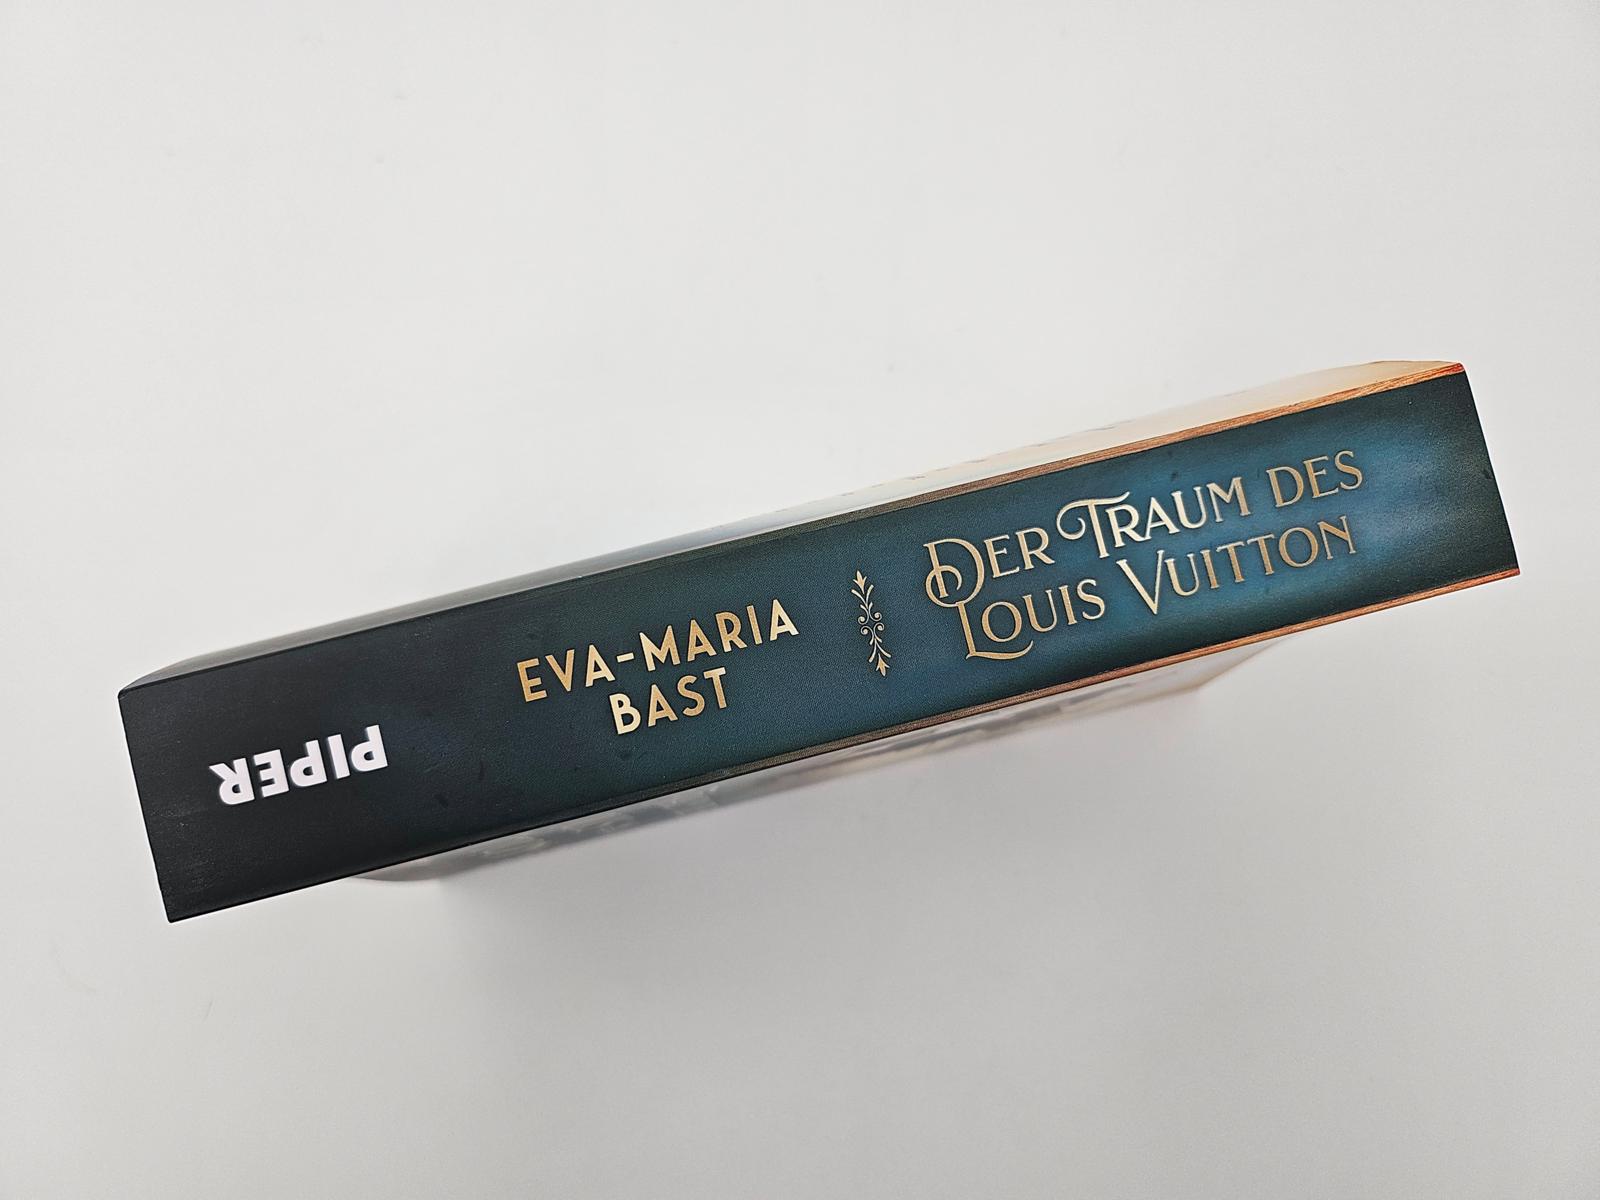 PIPER
EVA-MARIA
BAST
DER TRAUM DES
LOUIS VUITTON